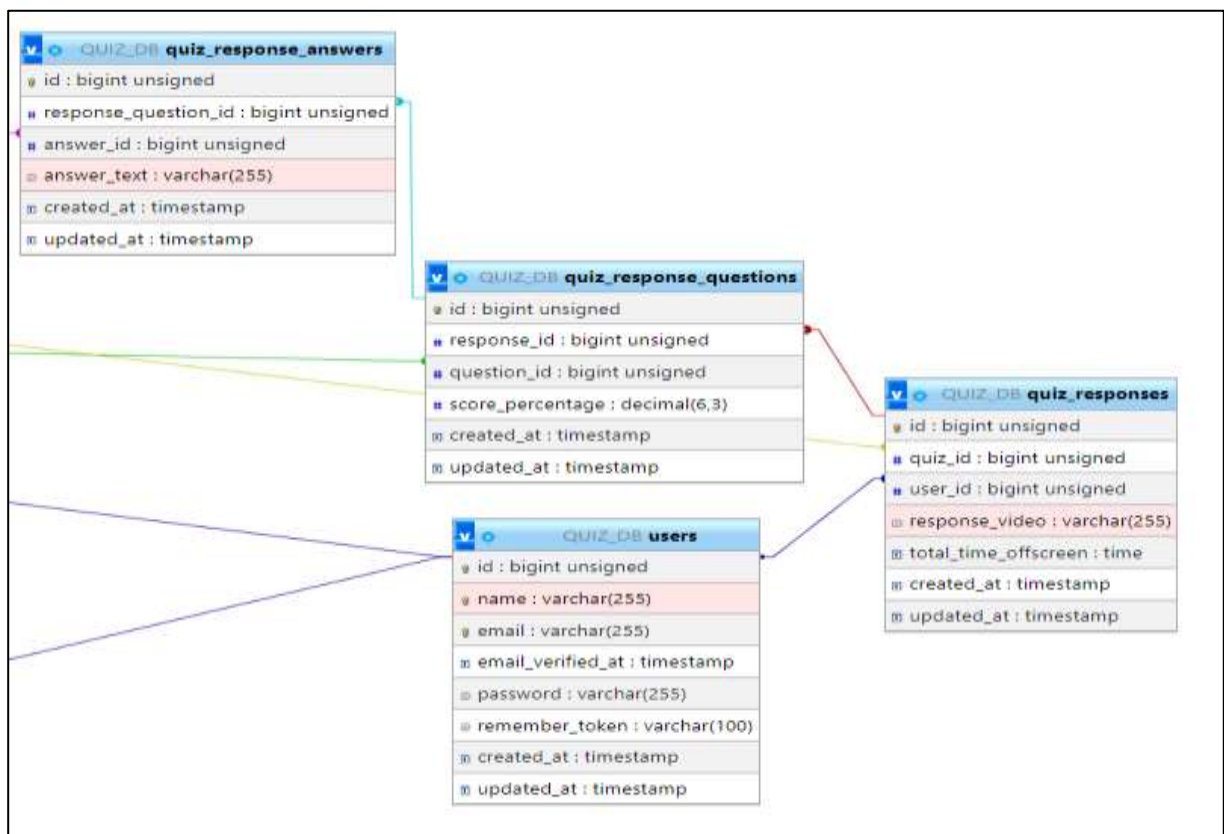 QUIZ_DB quiz_response_answers
id : bigint unsigned
response_question_id : bigint unsigned
answer_id : bigint unsigned
answer_text : varchar(255)
created_at : timestamp
updated_at : timestamp
QUIZ_DB quiz_response_questions
id : bigint unsigned
response_id : bigint unsigned
question_id : bigint unsigned
score_percentage : decimal(6,3)
created_at : timestamp
updated_at : timestamp
QUIZ_DB quiz_responses
id : bigint unsigned
quiz_id : bigint unsigned
user_id : bigint unsigned
response_video : varchar(255)
total_time_offscreen : time
created_at : timestamp
updated_at : timestamp
QUIZ_DB users
id : bigint unsigned
name : varchar(255)
email : varchar(255)
email_verified_at : timestamp
password : varchar(255)
remember_token : varchar(100)
created_at : timestamp
updated_at : timestamp